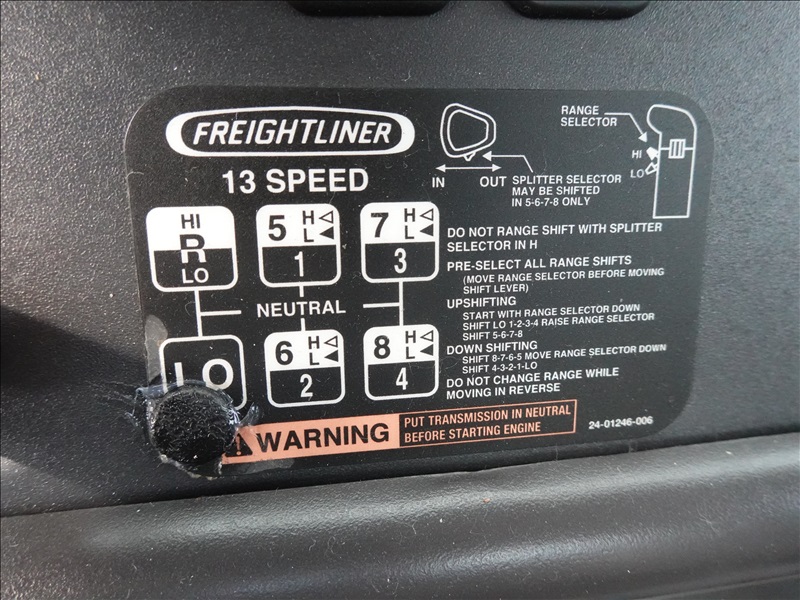 FREIGHTLINER
13 SPEED
RANGE
SELECTOR
HI
LO
IN OUT
SPLITTER SELECTOR
MAY BE SHIFTED
IN 5-6-7-8 ONLY
HI
R
LO
5 H
L
1
7 H
L
3
NEUTRAL
LO
6 H
L
2
8 H
L
4
DO NOT RANGE SHIFT WITH SPLITTER
SELECTOR IN H
PRE-SELECT ALL RANGE SHIFTS
(MOVE RANGE SELECTOR BEFORE MOVING
SHIFT LEVER)
UPSHIFTING
START WITH RANGE SELECTOR DOWN
SHIFT LO 1-2-3-4 RAISE RANGE SELECTOR
SHIFT 5-6-7-8
DOWN SHIFTING
SHIFT 8-7-6-5 MOVE RANGE SELECTOR DOWN
SHIFT 4-3-2-1-LO
DO NOT CHANGE RANGE WHILE
MOVING IN REVERSE
WARNING
PUT TRANSMISSION IN NEUTRAL
BEFORE STARTING ENGINE
24-01246-006